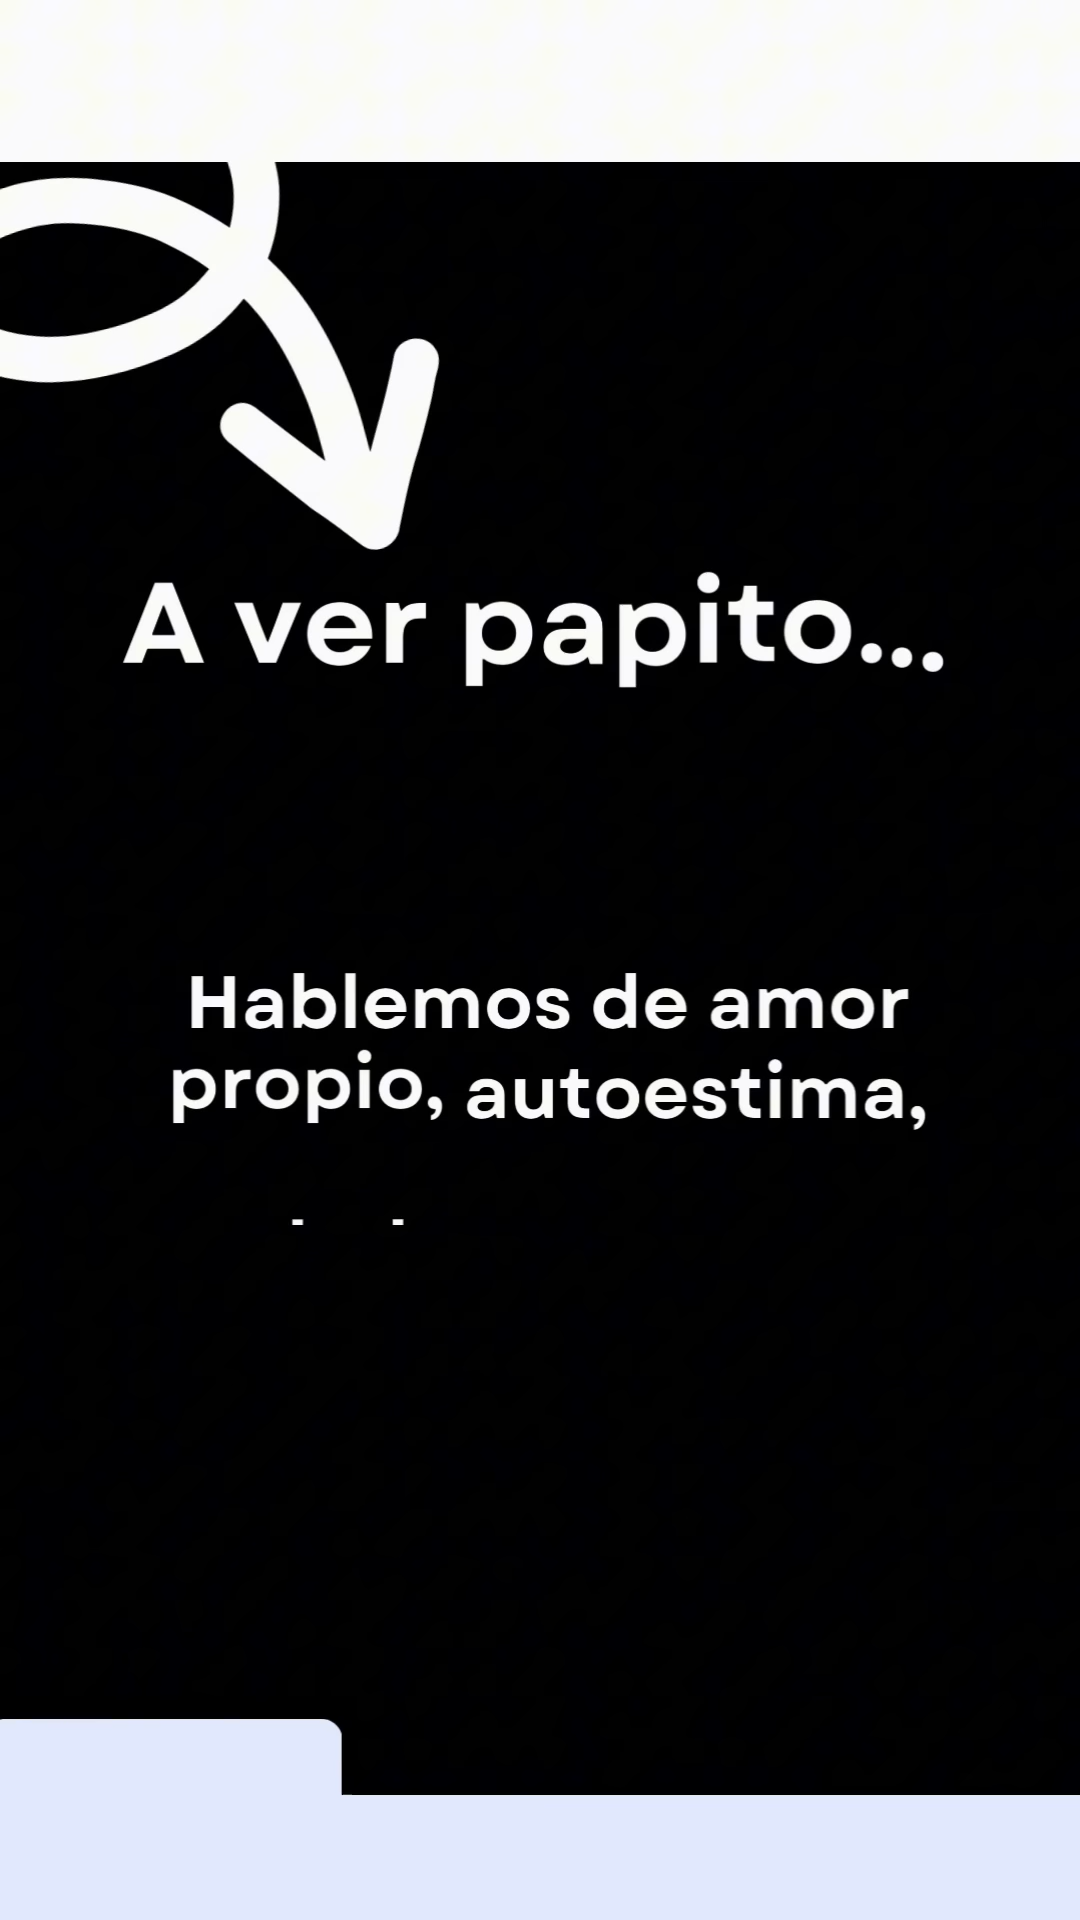 A ver papito...
Hablemos de amor
propio, autoestima,